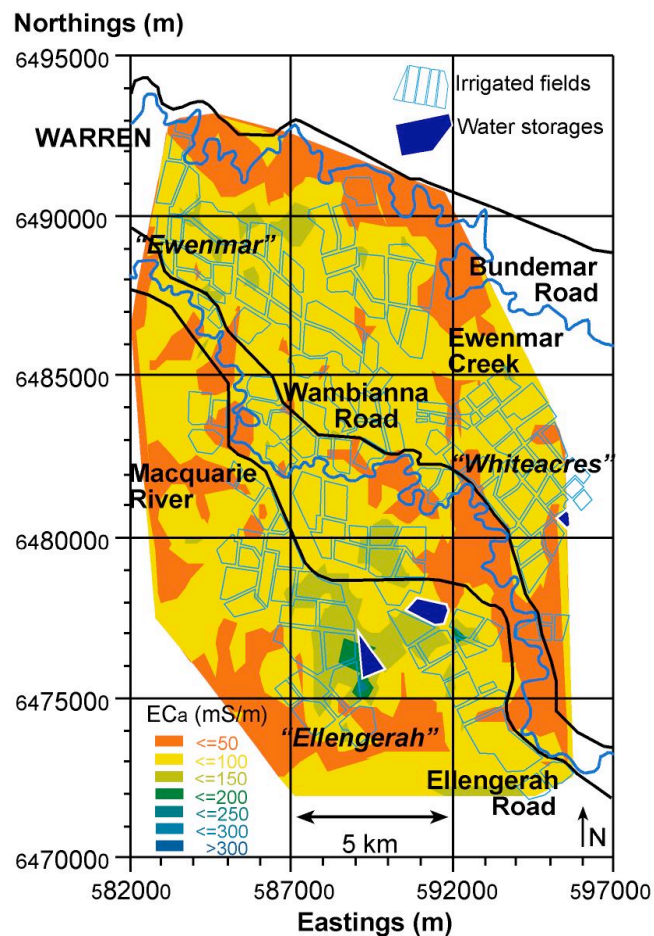 Northings (m)
6495000
Irrigated fields
Water storages
WARREN
6490000
“Ewenmar”
Bundemar
Road
Ewenmar
Creek
6485000
Wambianna
Road
“Whiteacres”
Macquarie
River
6480000
6475000
ECa (mS/m)
<=50
<=100
<=150
<=200
<=250
<=300
>300
“Ellengerah”
Ellengerah
Road
5 km
N
6470000
582000
587000
592000
597000
Eastings (m)